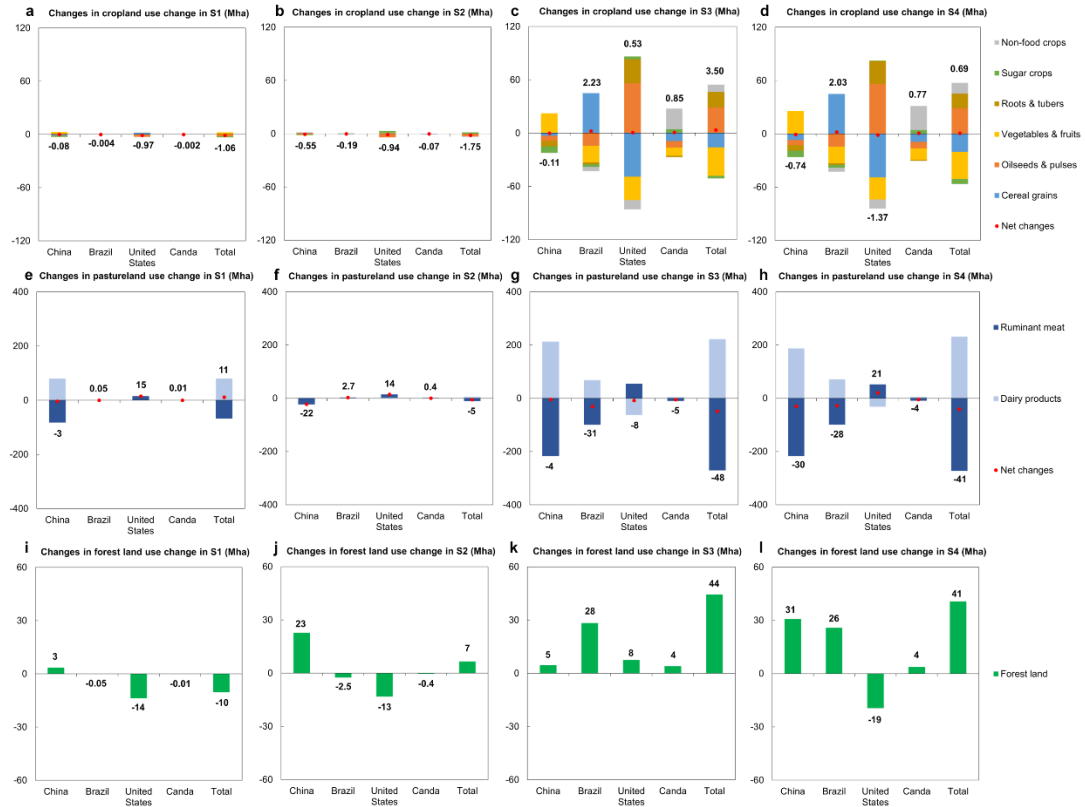 a Changes in cropland use change in S1 (Mha)
120
60
0
-60
-120
-0.08
-0.004
-0.97
-0.002
-1.06
China
Brazil
United
States
Canda
Total
b Changes in cropland use change in S2 (Mha)
120
60
0
-60
-120
-0.55
-0.19
-0.94
-0.07
-1.75
China
Brazil
United
States
Canda
Total
c Changes in cropland use change in S3 (Mha)
120
60
0
-60
-120
-0.11
2.23
0.53
0.85
3.50
China
Brazil
United
States
Canda
Total
d Changes in cropland use change in S4 (Mha)
120
60
0
-60
-120
-0.74
2.03
-1.37
0.77
0.69
China
Brazil
United
States
Canda
Total
Non-food crops
Sugar crops
Roots & tubers
Vegetables & fruits
Oilseeds & pulses
Cereal grains
Net changes
e Changes in pastureland use change in S1 (Mha)
400
200
0
-200
-400
-3
0.05
15
0.01
11
China
Brazil
United
States
Canda
Total
f Changes in pastureland use change in S2 (Mha)
400
200
0
-200
-400
-22
2.7
14
0.4
-5
China
Brazil
United
States
Canda
Total
g Changes in pastureland use change in S3 (Mha)
400
200
0
-200
-400
-4
-31
-8
-5
-48
China
Brazil
United
States
Canda
Total
h Changes in pastureland use change in S4 (Mha)
400
200
0
-200
-400
-30
-28
21
-4
-41
China
Brazil
United
States
Canda
Total
Ruminant meat
Dairy products
Net changes
i Changes in forest land use change in S1 (Mha)
60
30
0
-30
-60
3
-0.05
-14
-0.01
-10
China
Brazil
United
States
Canda
Total
j Changes in forest land use change in S2 (Mha)
60
30
0
-30
-60
23
-2.5
-13
-0.4
7
China
Brazil
United
States
Canda
Total
k Changes in forest land use change in S3 (Mha)
60
30
0
-30
-60
5
28
8
4
44
China
Brazil
United
States
Canda
Total
l Changes in forest land use change in S4 (Mha)
60
30
0
-30
-60
31
26
-19
4
41
China
Brazil
United
States
Canda
Total
Forest land